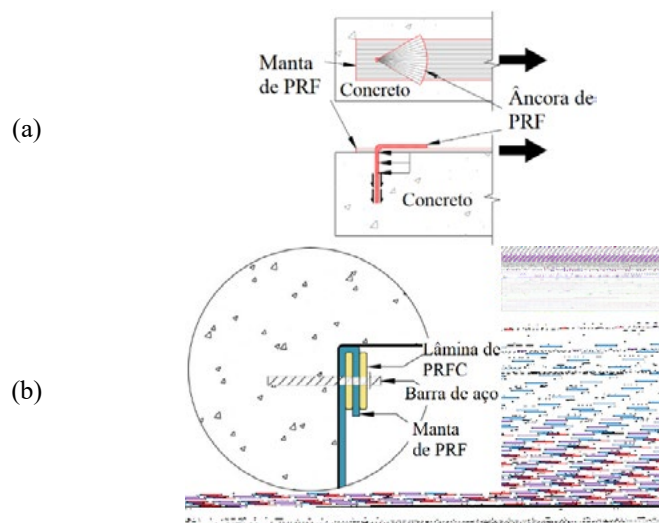 (a)
Manta
de PRF
Concreto
Âncora de
PRF
Concreto
(b)
Lâmina de
PRFC
Barra de aço
Manta
de PRF